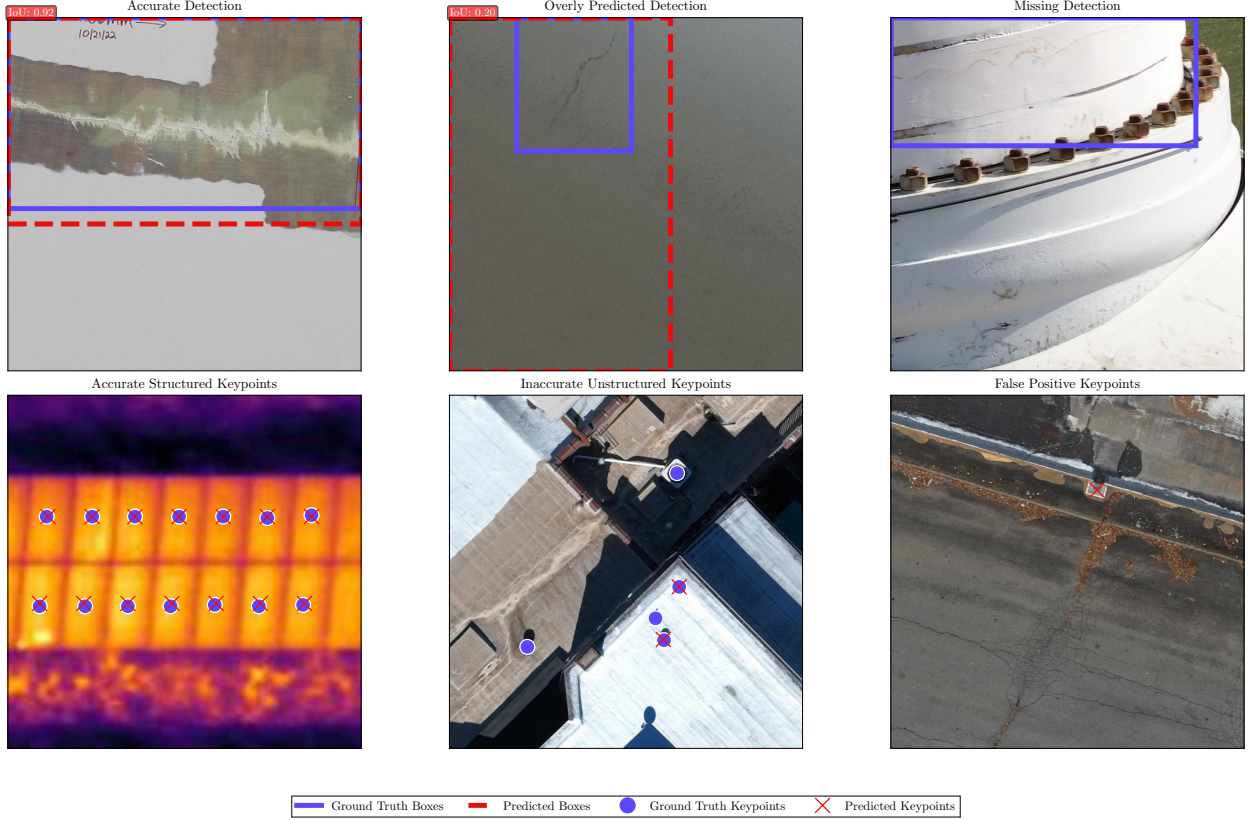 Accurate Detection
Overly Predicted Detection
Missing Detection
IoU: 0.92
IoU: 0.20
10/21/22
Accurate Structured Keypoints
Inaccurate Unstructured Keypoints
False Positive Keypoints
Ground Truth Boxes
Predicted Boxes
Ground Truth Keypoints
Predicted Keypoints